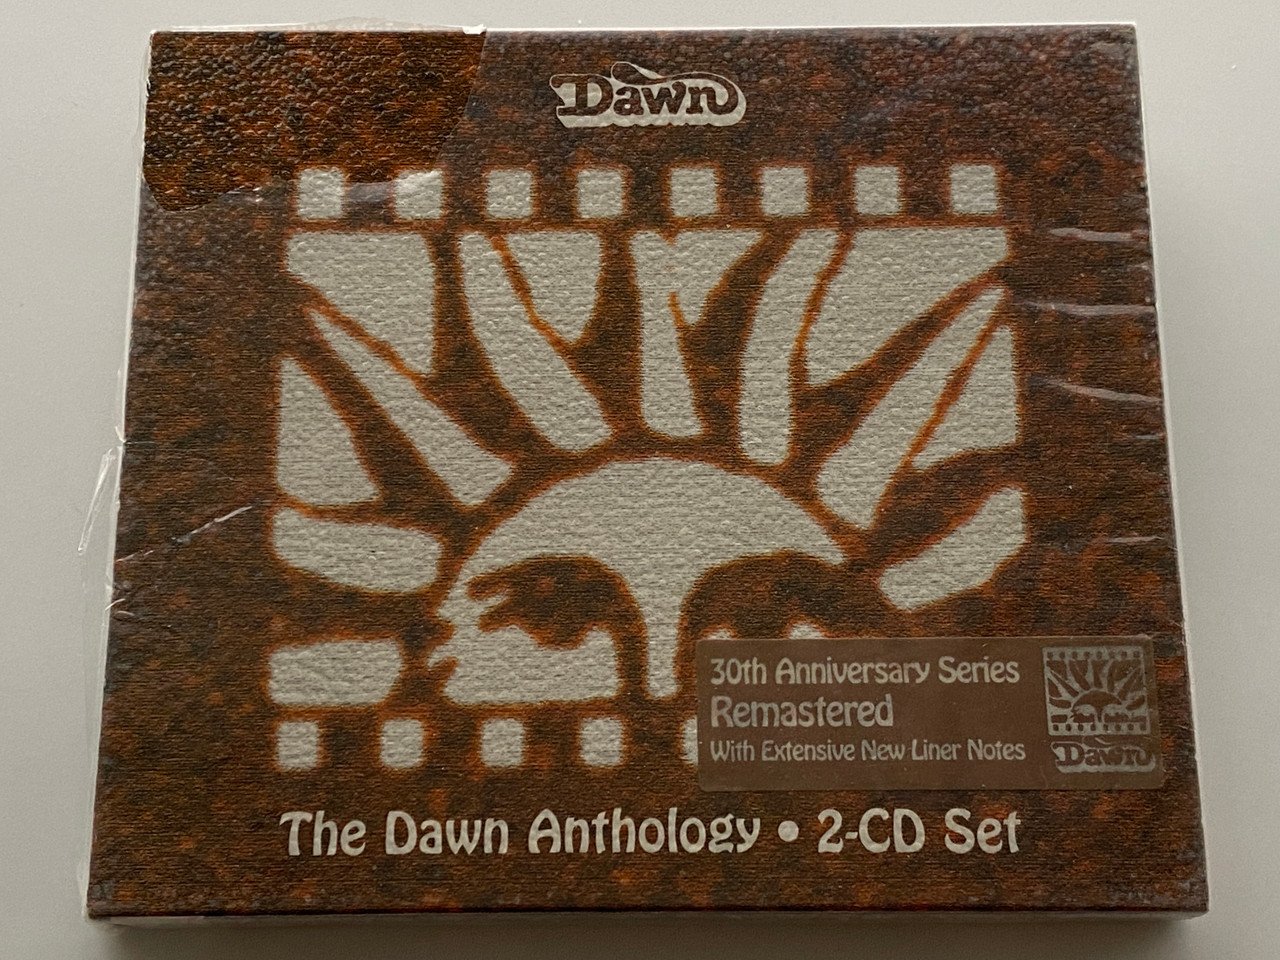 Dawn
30th Anniversary Series
Remastered
With Extensive New Liner Notes
Dawn
The Dawn Anthology • 2-CD Set